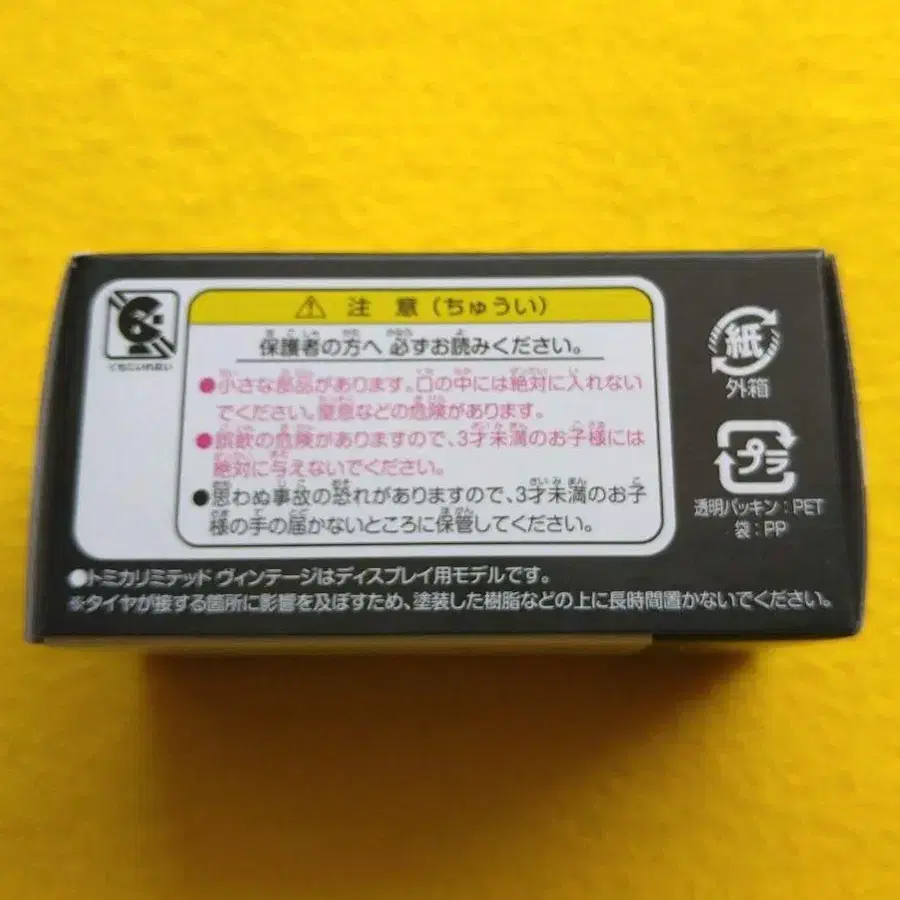 くちにいれない
⚠ 注 意 (ちゅうい)
保護者の方へ 必ずお読みください。
●小さな部品があります。口の中には絶対に入れない
でください。窒息などの危険があります。
●誤飲の危険がありますので、3才未満のお子様には
絶対に与えないでください。
●思わぬ事故の恐れがありますので、3才未満のお子
様の手の届かないところに保管してください。
●トミカリミテッド ヴィンテージはディスプレイ用モデルです。
※タイヤが接する箇所に影響を及ぼすため、塗装した樹脂などの上に長時間置かないでください。
紙
外箱
プラ
透明パッキン:PET
袋:PP